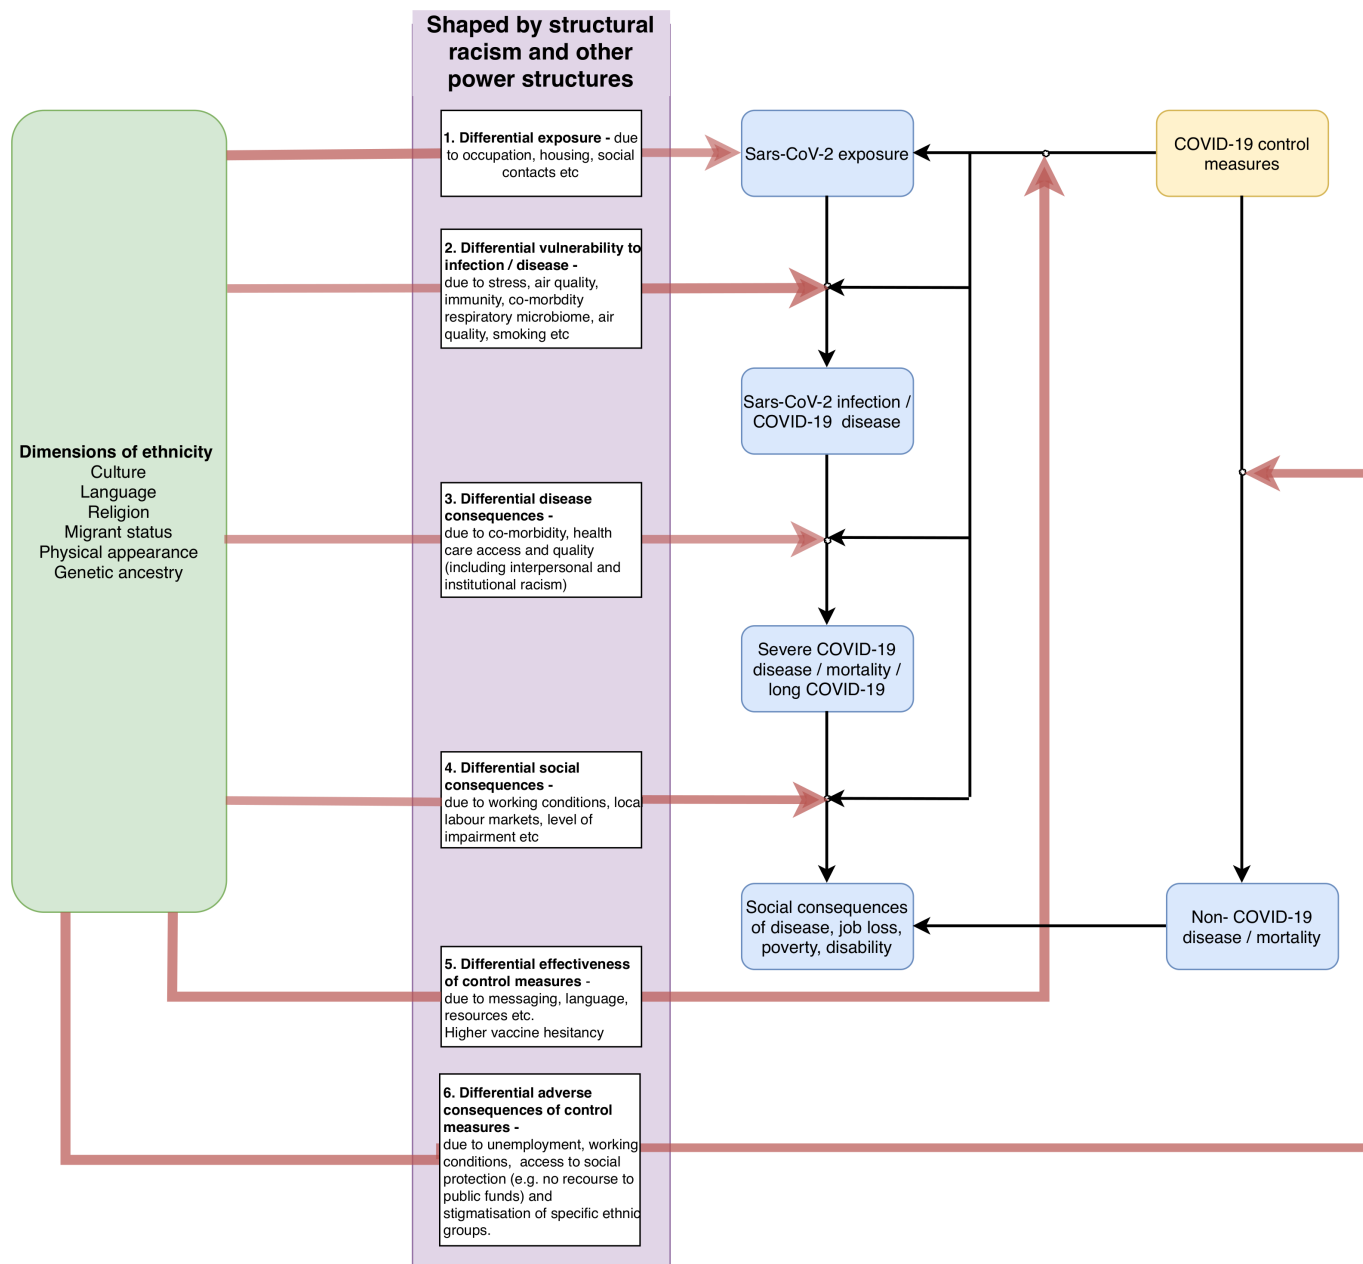 Shaped by structural
racism and other
power structures
Dimensions of ethnicity
Culture
Language
Religion
Migrant status
Physical appearance
Genetic ancestry
1. Differential exposure - due
to occupation, housing, social
contacts etc
2. Differential vulnerability to
infection / disease -
due to stress, air quality,
immunity, co-morbdity
respiratory microbiome, air
quality, smoking etc
3. Differential disease
consequences -
due to co-morbidity, health
care access and quality
(including interpersonal and
institutional racism)
4. Differential social
consequences -
due to working conditions, loca
labour markets, level of
impairment etc
5. Differential effectiveness
of control measures -
due to messaging, language,
resources etc.
Higher vaccine hesitancy
6. Differential adverse
consequences of control
measures -
due to unemployment, working
conditions, access to social
protection (e.g. no recourse to
public funds) and
stigmatisation of specific ethnic
groups.
Sars-CoV-2 exposure
Sars-CoV-2 infection /
COVID-19 disease
Severe COVID-19
disease / mortality /
long COVID-19
Social consequences
of disease, job loss,
poverty, disability
COVID-19 control
measures
Non- COVID-19
disease / mortality